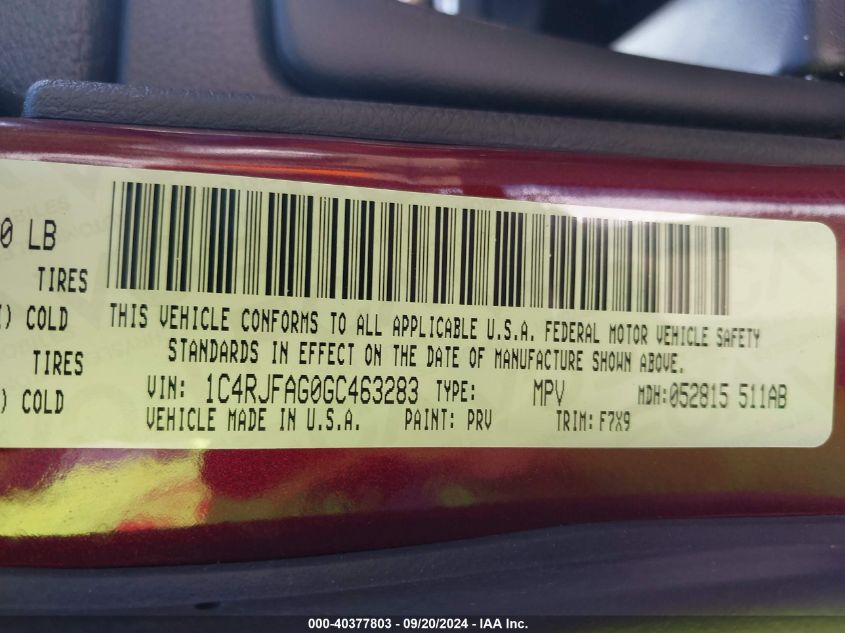 0 LB
TIRES
COLD
TIRES
) COLD
THIS VEHICLE CONFORMS TO ALL APPLICABLE U.S.A. FEDERAL MOTOR VEHICLE SAFETY
STANDARDS IN EFFECT ON THE DATE OF MANUFACTURE SHOWN ABOVE.
VIN: 1C4RJFAG0GC463283 TYPE: MPV MDH:052815 511AB
VEHICLE MADE IN U.S.A. PAINT: PRV TRIM: F7X9
000-40377803 - 09/20/2024 - IAA Inc.